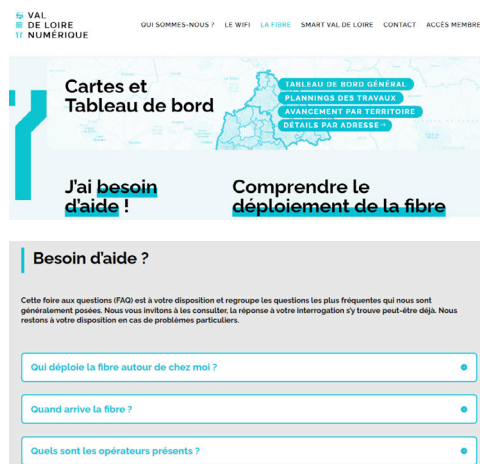 VAL
DE LOIRE
NUMÉRIQUE
QUI SOMMES-NOUS ? LE WIFI LA FIBRE SMART VAL DE LOIRE CONTACT ACCÈS MEMBRE
Cartes et
Tableau de bord
TABLEAU DE BORD GÉNÉRAL
PLANNINGS DES TRAVAUX
AVANCEMENT PAR TERRITOIRE
DÉTAILS PAR ADRESSE→
J'ai besoin
d'aide !
Comprendre le
déploiement de la fibre
Besoin d'aide ?
Cette foire aux questions (FAQ) est à votre disposition et regroupe les questions les plus fréquentes qui nous sont
généralement posées. Nous vous invitons à les consulter, la réponse à votre interrogation s'y trouve peut-être déjà. Nous
restons à votre disposition en cas de problèmes particuliers.
Qui déploie la fibre autour de chez moi ?
Quand arrive la fibre ?
Quels sont les opérateurs présents ?